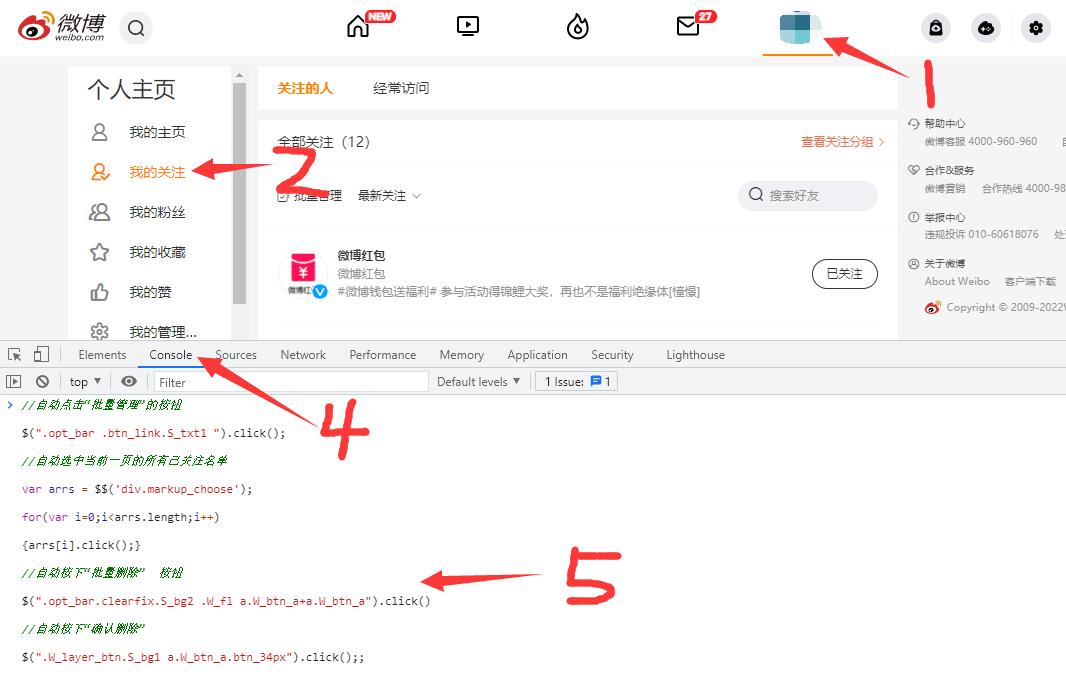 微博
weibo.com
NEW
27
1
个人主页
我的主页
我的关注
我的粉丝
我的收藏
我的赞
我的管理...
关注的人 经常访问
全部关注（12）
查看关注分组 >
2
批量管理 最新关注
搜索好友
微博红包
微博红包
#微博钱包送福利# 参与活动得锦鲤大奖，再也不是福利绝缘体[憧憬]
微博红
已关注
帮助中心
微博客服 4000-960-960
合作&服务
微博营销 合作热线 4000-98
举报中心
违规投诉 010-60618076
关于微博
About Weibo 客户端下载
Copyright © 2009-2022W
Elements Console Sources Network Performance Memory Application Security Lighthouse
top Filter Default levels 1 Issue: 1
4
//自动点击“批量管理”的按钮
$(".opt_bar .btn_link.S_txt1 ").click();
//自动选中当前一页的所有已关注名单
var arrs = $$('div.markup_choose');
for(var i=0;i<arrs.length;i++)
{arrs[i].click();}
//自动按下“批量删除” 按钮
5
$(".opt_bar.clearfix.S_bg2 .W_fl a.W_btn_a+a.W_btn_a").click()
//自动按下“确认删除”
$(".W_layer_btn.S_bg1 a.W_btn_a.btn_34px").click();;